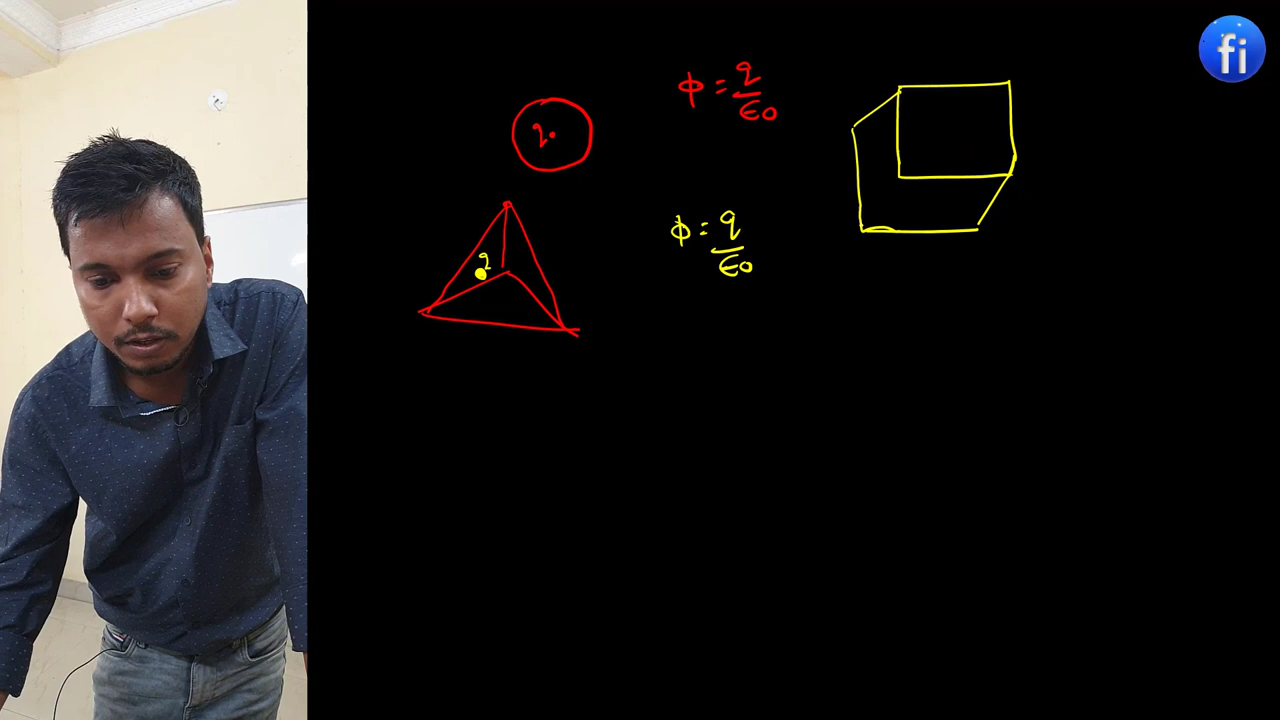 q.
Φ = q/ϵ0
q
Φ = q/ϵ0
fi